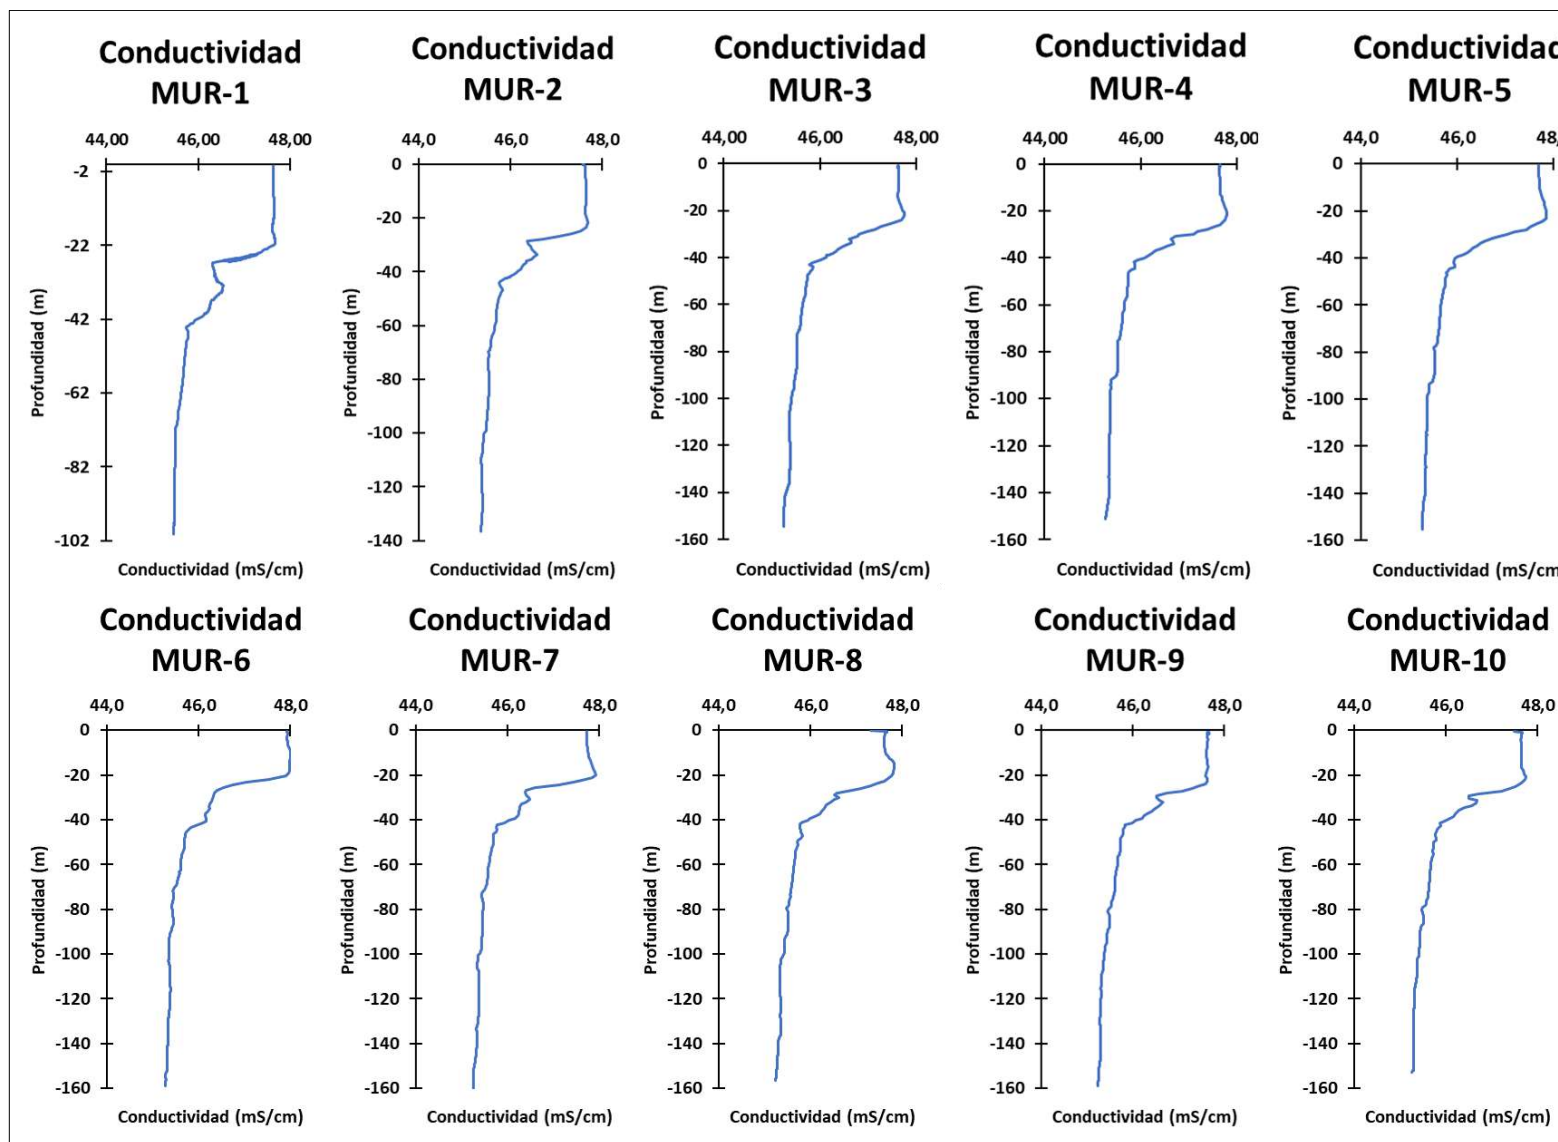 Conductividad
MUR-1
44,00 46,00 48,00
-2
-22
-42
-62
-82
-102
Profundidad (m)
Conductividad (mS/cm)
Conductividad
MUR-2
44,0 46,0 48,0
0
-20
-40
-60
-80
-100
-120
-140
Profundidad (m)
Conductividad (mS/cm)
Conductividad
MUR-3
44,00 46,00 48,00
0
-20
-40
-60
-80
-100
-120
-140
-160
Profundidad (m)
Conductividad (mS/cm)
Conductividad
MUR-4
44,00 46,00 48,00
0
-20
-40
-60
-80
-100
-120
-140
-160
Profundidad (m)
Conductividad (mS/cm)
Conductividad
MUR-5
44,0 46,0 48,
0
-20
-40
-60
-80
-100
-120
-140
-160
Profundidad (m)
Conductividad (mS/cm
Conductividad
MUR-6
44,0 46,0 48,0
0
-20
-40
-60
-80
-100
-120
-140
-160
Profundidad (m)
Conductividad (mS/cm)
Conductividad
MUR-7
44,0 46,0 48,0
0
-20
-40
-60
-80
-100
-120
-140
-160
Profundidad (m)
Conductividad (mS/cm)
Conductividad
MUR-8
44,0 46,0 48,0
0
-20
-40
-60
-80
-100
-120
-140
-160
Profundidad (m)
Conductividad (mS/cm)
Conductividad
MUR-9
44,0 46,0 48,0
0
-20
-40
-60
-80
-100
-120
-140
-160
Profundidad (m)
Conductividad (mS/cm)
Conductividad
MUR-10
44,0 46,0 48,0
0
-20
-40
-60
-80
-100
-120
-140
-160
Profundidad (m)
Conductividad (mS/cm)